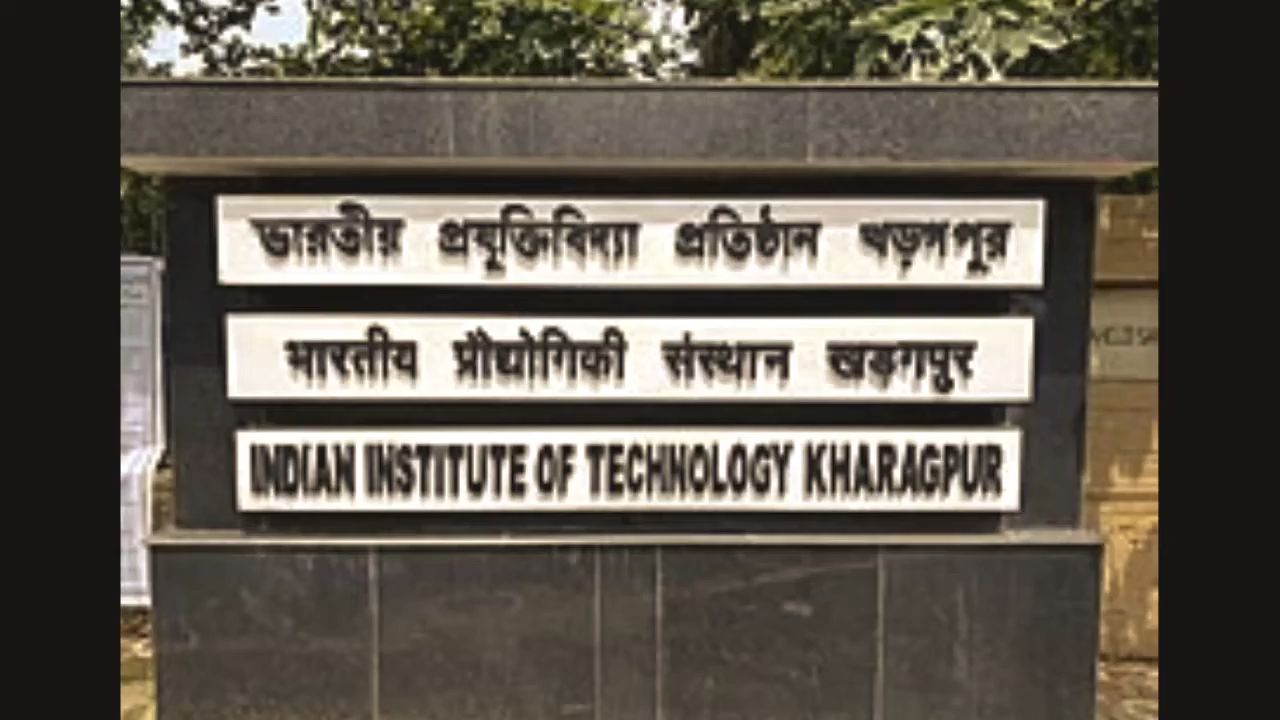 ভারতীয় প্রযুক্তিবিদ্যা প্রতিষ্ঠান খড়্গপুর
भारतीय प्रौद्योगिकी संस्थान खड़गपुर
INDIAN INSTITUTE OF TECHNOLOGY KHARAGPUR